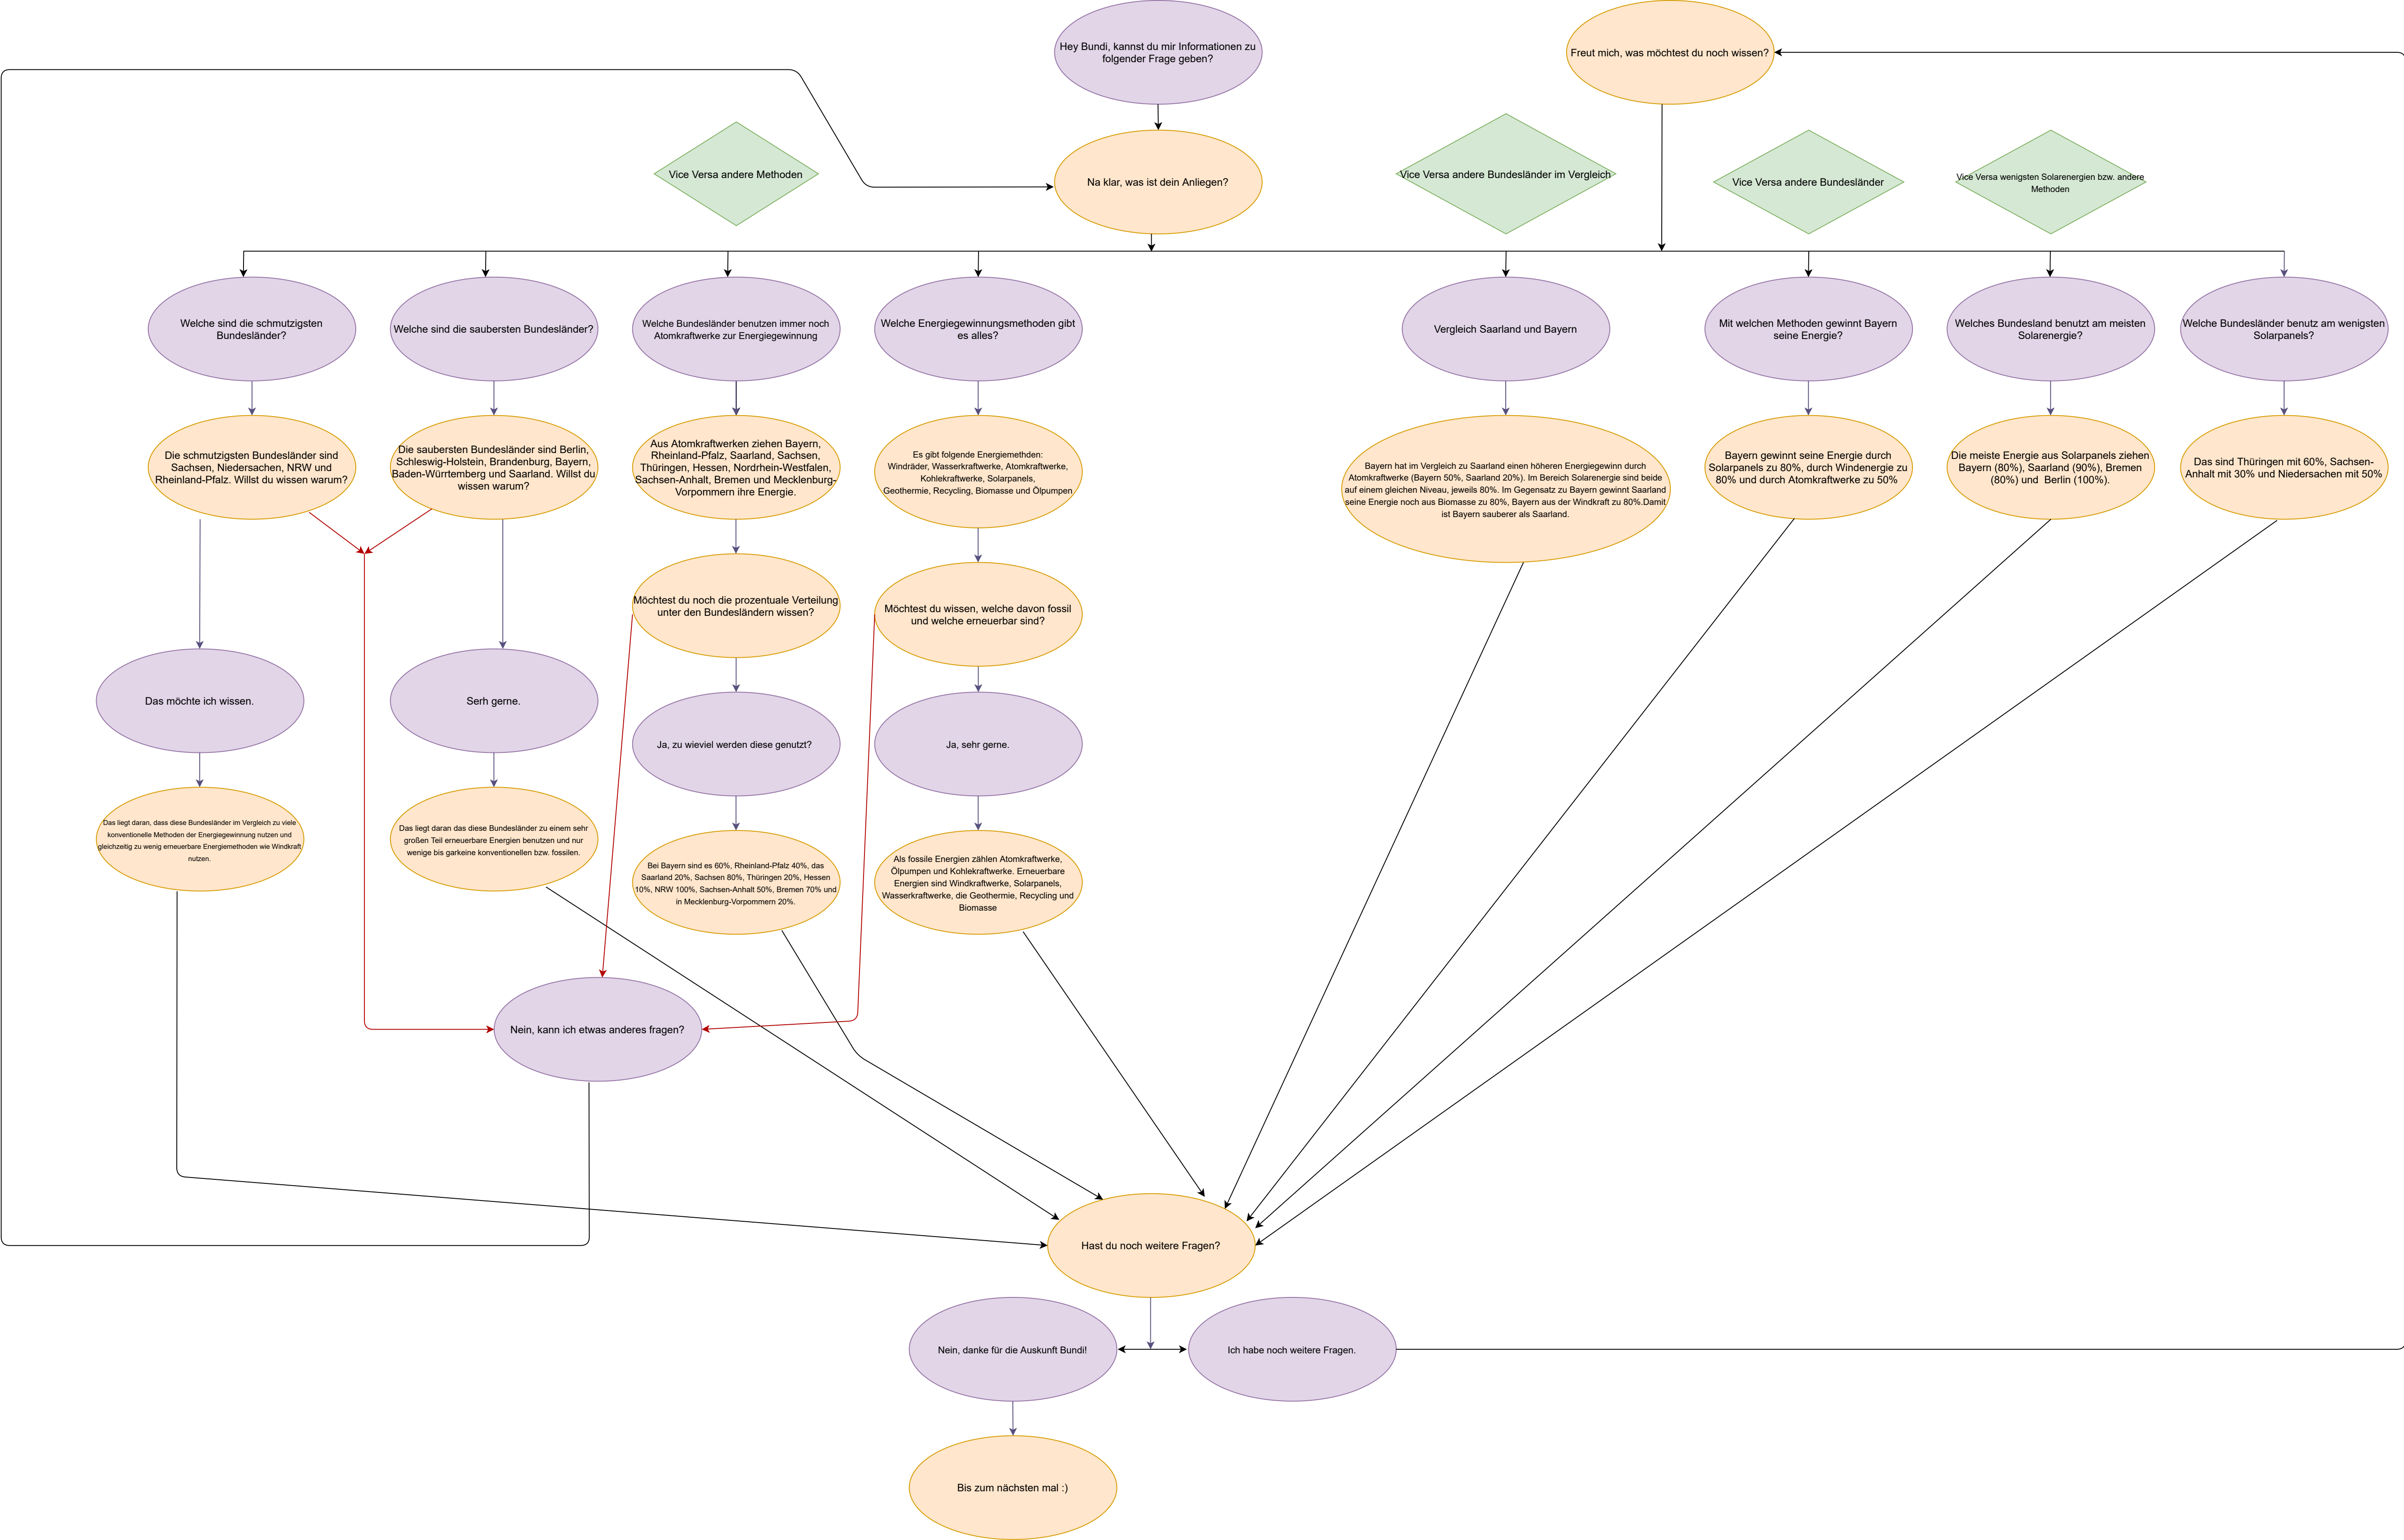 Hey Bundi, kannst du mir Informationen zu
folgender Frage geben?
Freut mich, was möchtest du noch wissen?
Vice Versa andere Methoden
Na klar, was ist dein Anliegen?
Vice Versa andere Bundesländer im Vergleich
Vice Versa andere Bundesländer
Vice Versa wenigsten Solarenergien bzw. andere
Methoden
Welche sind die schmutzigsten
Bundesländer?
Welche sind die saubersten Bundesländer?
Welche Bundesländer benutzen immer noch
Atomkraftwerke zur Energiegewinnung
Welche Energiegewinnungsmethoden gibt
es alles?
Vergleich Saarland und Bayern
Mit welchen Methoden gewinnt Bayern
seine Energie?
Welches Bundesland benutzt am meisten
Solarenergie?
Welche Bundesländer benutz am wenigsten
Solarpanels?
Die schmutzigsten Bundesländer sind
Sachsen, Niedersachen, NRW und
Rheinland-Pfalz. Willst du wissen warum?
Die saubersten Bundesländer sind Berlin,
Schleswig-Holstein, Brandenburg, Bayern,
Baden-Würrtemberg und Saarland. Willst du
wissen warum?
Aus Atomkraftwerken ziehen Bayern,
Rheinland-Pfalz, Saarland, Sachsen,
Thüringen, Hessen, Nordrhein-Westfalen,
Sachsen-Anhalt, Bremen und Mecklenburg-
Vorpommern ihre Energie.
Es gibt folgende Energiemethden:
Windräder, Wasserkraftwerke, Atomkraftwerke,
Kohlekraftwerke, Solarpanels,
Geothermie, Recycling, Biomasse und Ölpumpen
Bayern hat im Vergleich zu Saarland einen höheren Energiegewinn durch
Atomkraftwerke (Bayern 50%, Saarland 20%). Im Bereich Solarenergie sind beide
auf einem gleichen Niveau, jeweils 80%. Im Gegensatz zu Bayern gewinnt Saarland
seine Energie noch aus Biomasse zu 80%, Bayern aus der Windkraft zu 80%.Damit
ist Bayern sauberer als Saarland.
Bayern gewinnt seine Energie durch
Solarpanels zu 80%, durch Windenergie zu
80% und durch Atomkraftwerke zu 50%
Die meiste Energie aus Solarpanels ziehen
Bayern (80%), Saarland (90%), Bremen
(80%) und Berlin (100%).
Das sind Thüringen mit 60%, Sachsen-
Anhalt mit 30% und Niedersachen mit 50%
Möchtest du noch die prozentuale Verteilung
unter den Bundesländern wissen?
Möchtest du wissen, welche davon fossil
und welche erneuerbar sind?
Das möchte ich wissen.
Serh gerne.
Ja, zu wieviel werden diese genutzt?
Ja, sehr gerne.
Das liegt daran, dass diese Bundesländer im Vergleich zu viele
konventionelle Methoden der Energiegewinnung nutzen und
gleichzeitig zu wenig erneuerbare Energiemethoden wie Windkraft
nutzen.
Das liegt daran das diese Bundesländer zu einem sehr
großen Teil erneuerbare Energien benutzen und nur
wenige bis garkeine konventionellen bzw. fossilen.
Bei Bayern sind es 60%, Rheinland-Pfalz 40%, das
Saarland 20%, Sachsen 80%, Thüringen 20%, Hessen
10%, NRW 100%, Sachsen-Anhalt 50%, Bremen 70% und
in Mecklenburg-Vorpommern 20%.
Als fossile Energien zählen Atomkraftwerke,
Ölpumpen und Kohlekraftwerke. Erneuerbare
Energien sind Windkraftwerke, Solarpanels,
Wasserkraftwerke, die Geothermie, Recycling und
Biomasse
Nein, kann ich etwas anderes fragen?
Hast du noch weitere Fragen?
Nein, danke für die Auskunft Bundi!
Ich habe noch weitere Fragen.
Bis zum nächsten mal :)